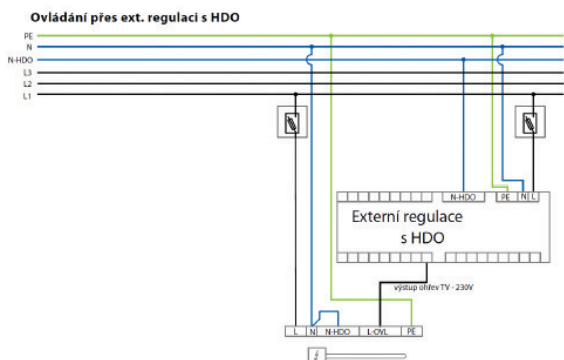 Ovládání přes ext. regulaci s HDO
PE
N
N-HDO
L3
L2
L1
N-HDO PE N L
Externí regulace
s HDO
výstup ohřev TV - 230V
L N N-HDO L-OVL PE